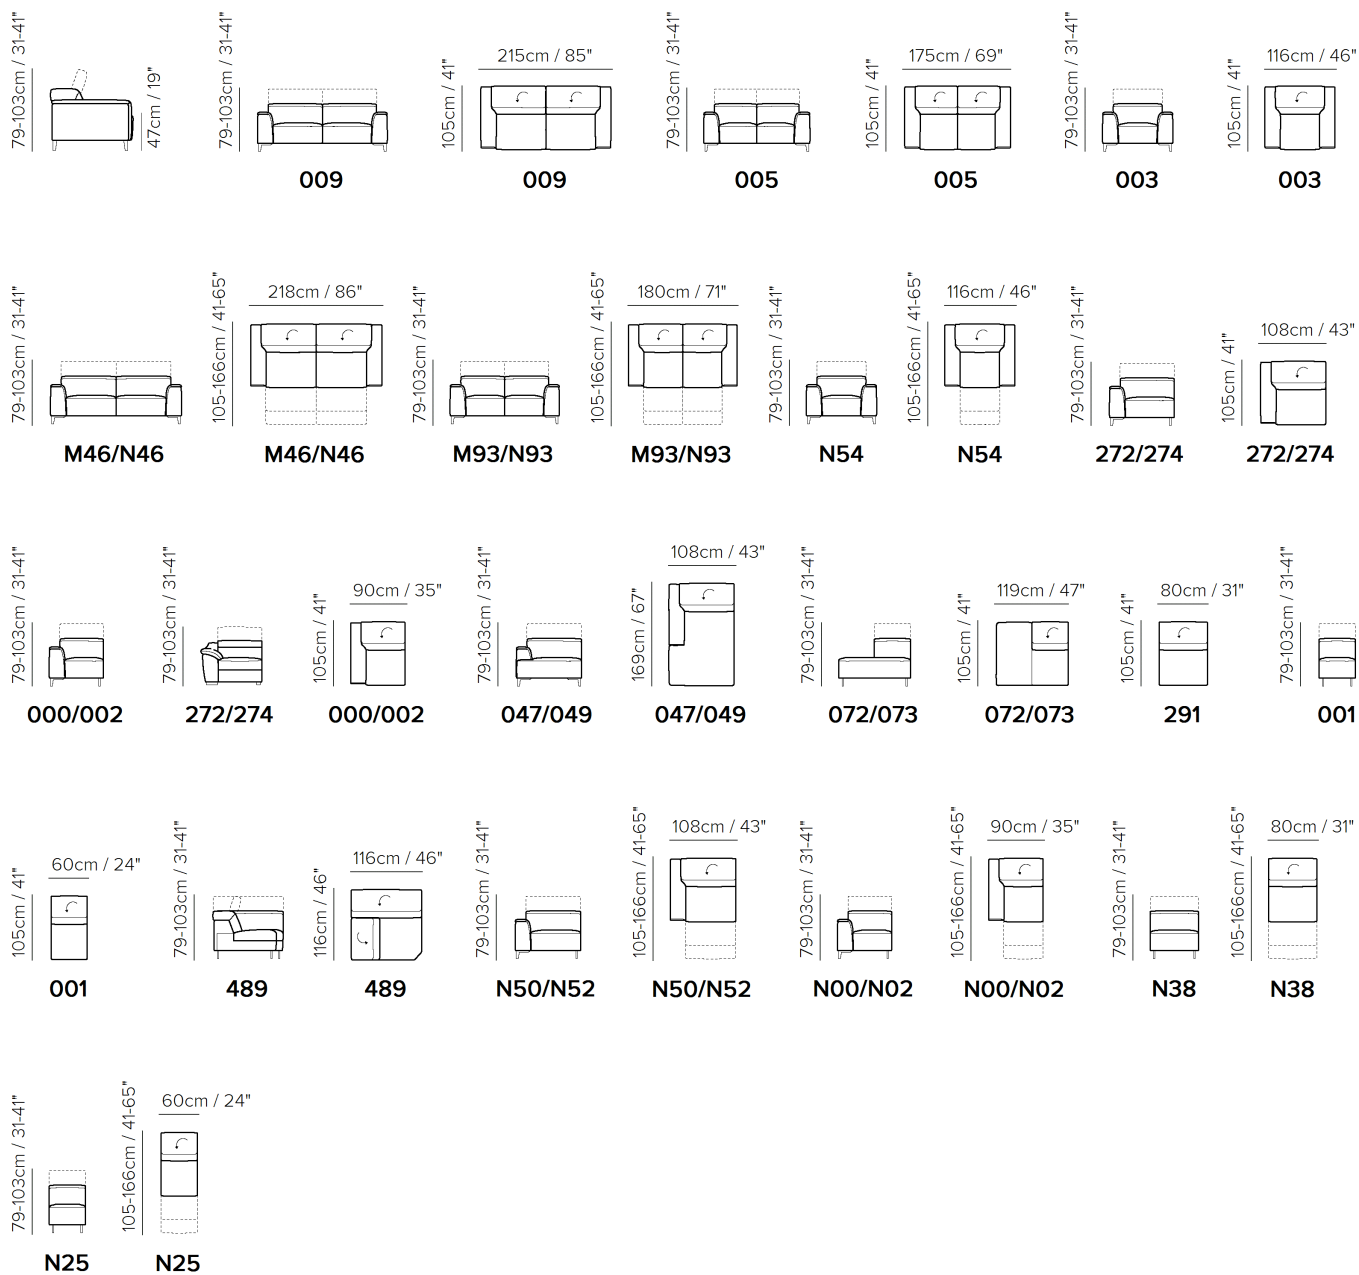 79-103cm / 31-41"
47cm / 19"
79-103cm / 31-41"
009
215cm / 85"
105cm / 41"
009
79-103cm / 31-41"
005
175cm / 69"
105cm / 41"
005
79-103cm / 31-41"
003
116cm / 46"
105cm / 41"
003
79-103cm / 31-41"
M46/N46
218cm / 86"
105-166cm / 41-65"
M46/N46
79-103cm / 31-41"
M93/N93
180cm / 71"
105-166cm / 41-65"
M93/N93
79-103cm / 31-41"
N54
116cm / 46"
105-166cm / 41-65"
N54
79-103cm / 31-41"
272/274
108cm / 43"
105cm / 41"
272/274
79-103cm / 31-41"
000/002
79-103cm / 31-41"
272/274
90cm / 35"
105cm / 41"
000/002
79-103cm / 31-41"
047/049
108cm / 43"
169cm / 67"
047/049
79-103cm / 31-41"
072/073
119cm / 47"
105cm / 41"
072/073
80cm / 31"
105cm / 41"
291
79-103cm / 31-41"
001
60cm / 24"
105cm / 41"
001
79-103cm / 31-41"
489
116cm / 46"
116cm / 46"
489
79-103cm / 31-41"
N50/N52
108cm / 43"
105-166cm / 41-65"
N50/N52
79-103cm / 31-41"
N00/N02
90cm / 35"
105-166cm / 41-65"
N00/N02
79-103cm / 31-41"
N38
80cm / 31"
105-166cm / 41-65"
N38
79-103cm / 31-41"
N25
60cm / 24"
105-166cm / 41-65"
N25